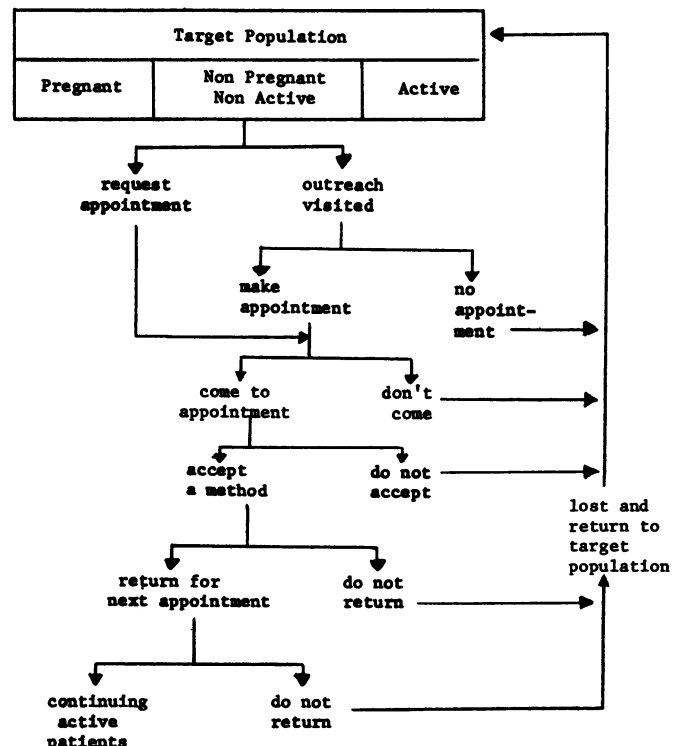 Target Population
Pregnant
Non Pregnant
Non Active
Active
request
appointment
outreach
visited
make
appointment
no
appoint-
ment
come to
appointment
don't
come
accept
a method
do not
accept
lost and
return to
target
population
return for
next appointment
do not
return
continuing
active
patients
do not
return